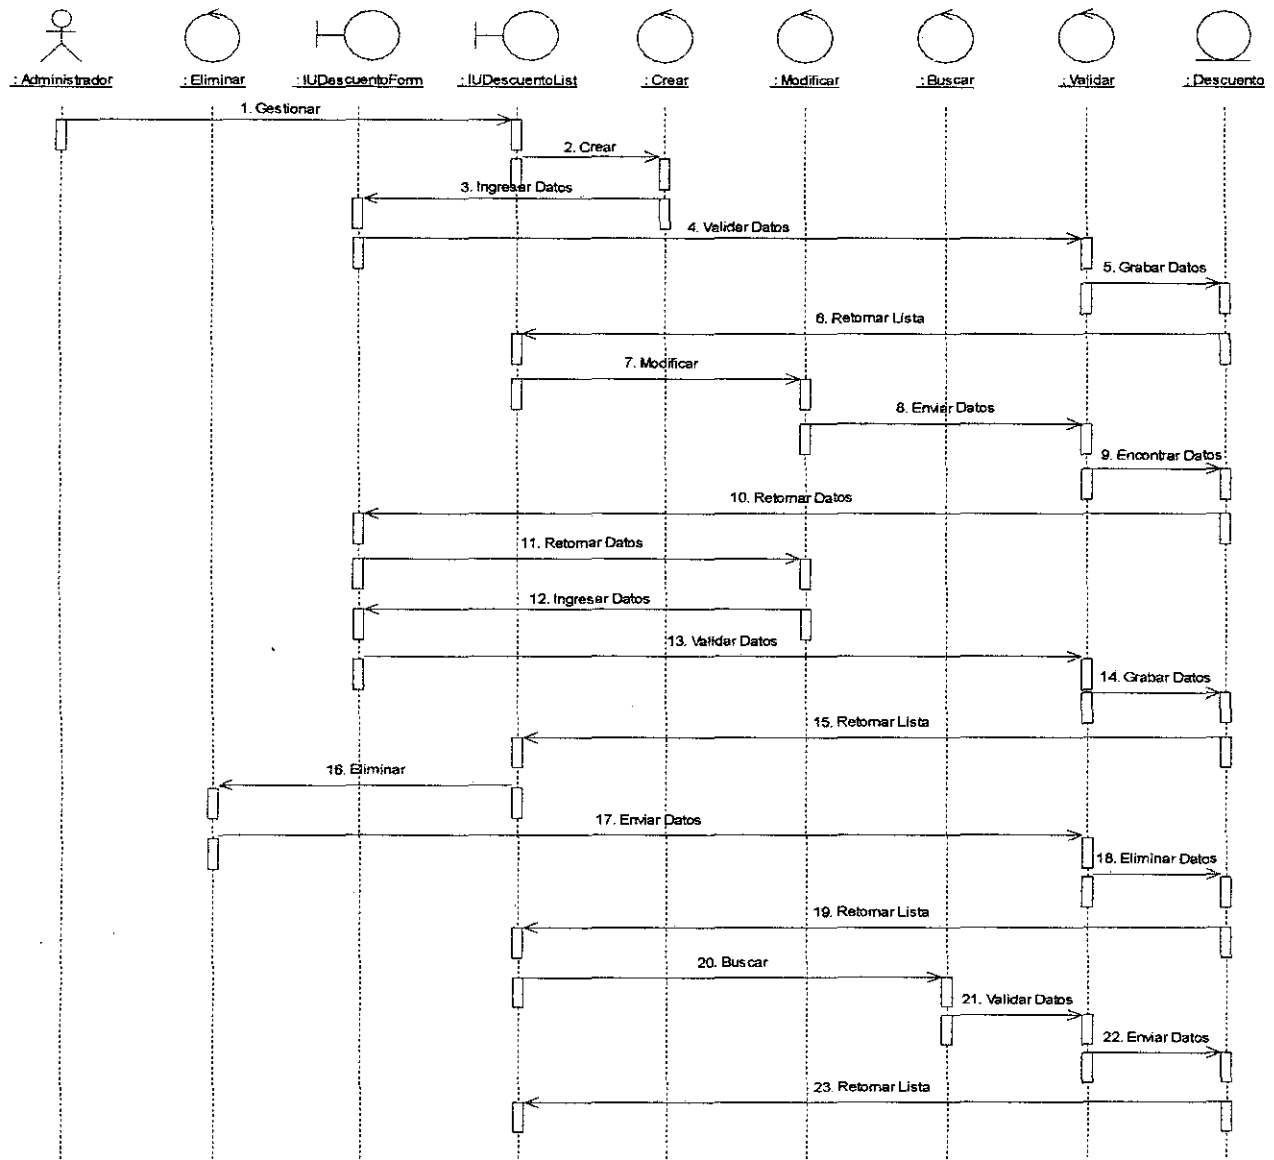 : Administrador
: Eliminar
: IUDescuentoForm
: IUDescuentoList
: Crear
: Modificar
: Buscar
: Validar
: Descuento
1. Gestionar
2. Crear
3. Ingresar Datos
4. Validar Datos
5. Grabar Datos
6. Retornar Lista
7. Modificar
8. Enviar Datos
9. Encontrar Datos
10. Retornar Datos
11. Retornar Datos
12. Ingresar Datos
13. Validar Datos
14. Grabar Datos
15. Retornar Lista
16. Eliminar
17. Enviar Datos
18. Eliminar Datos
19. Retornar Lista
20. Buscar
21. Validar Datos
22. Enviar Datos
23. Retornar Lista